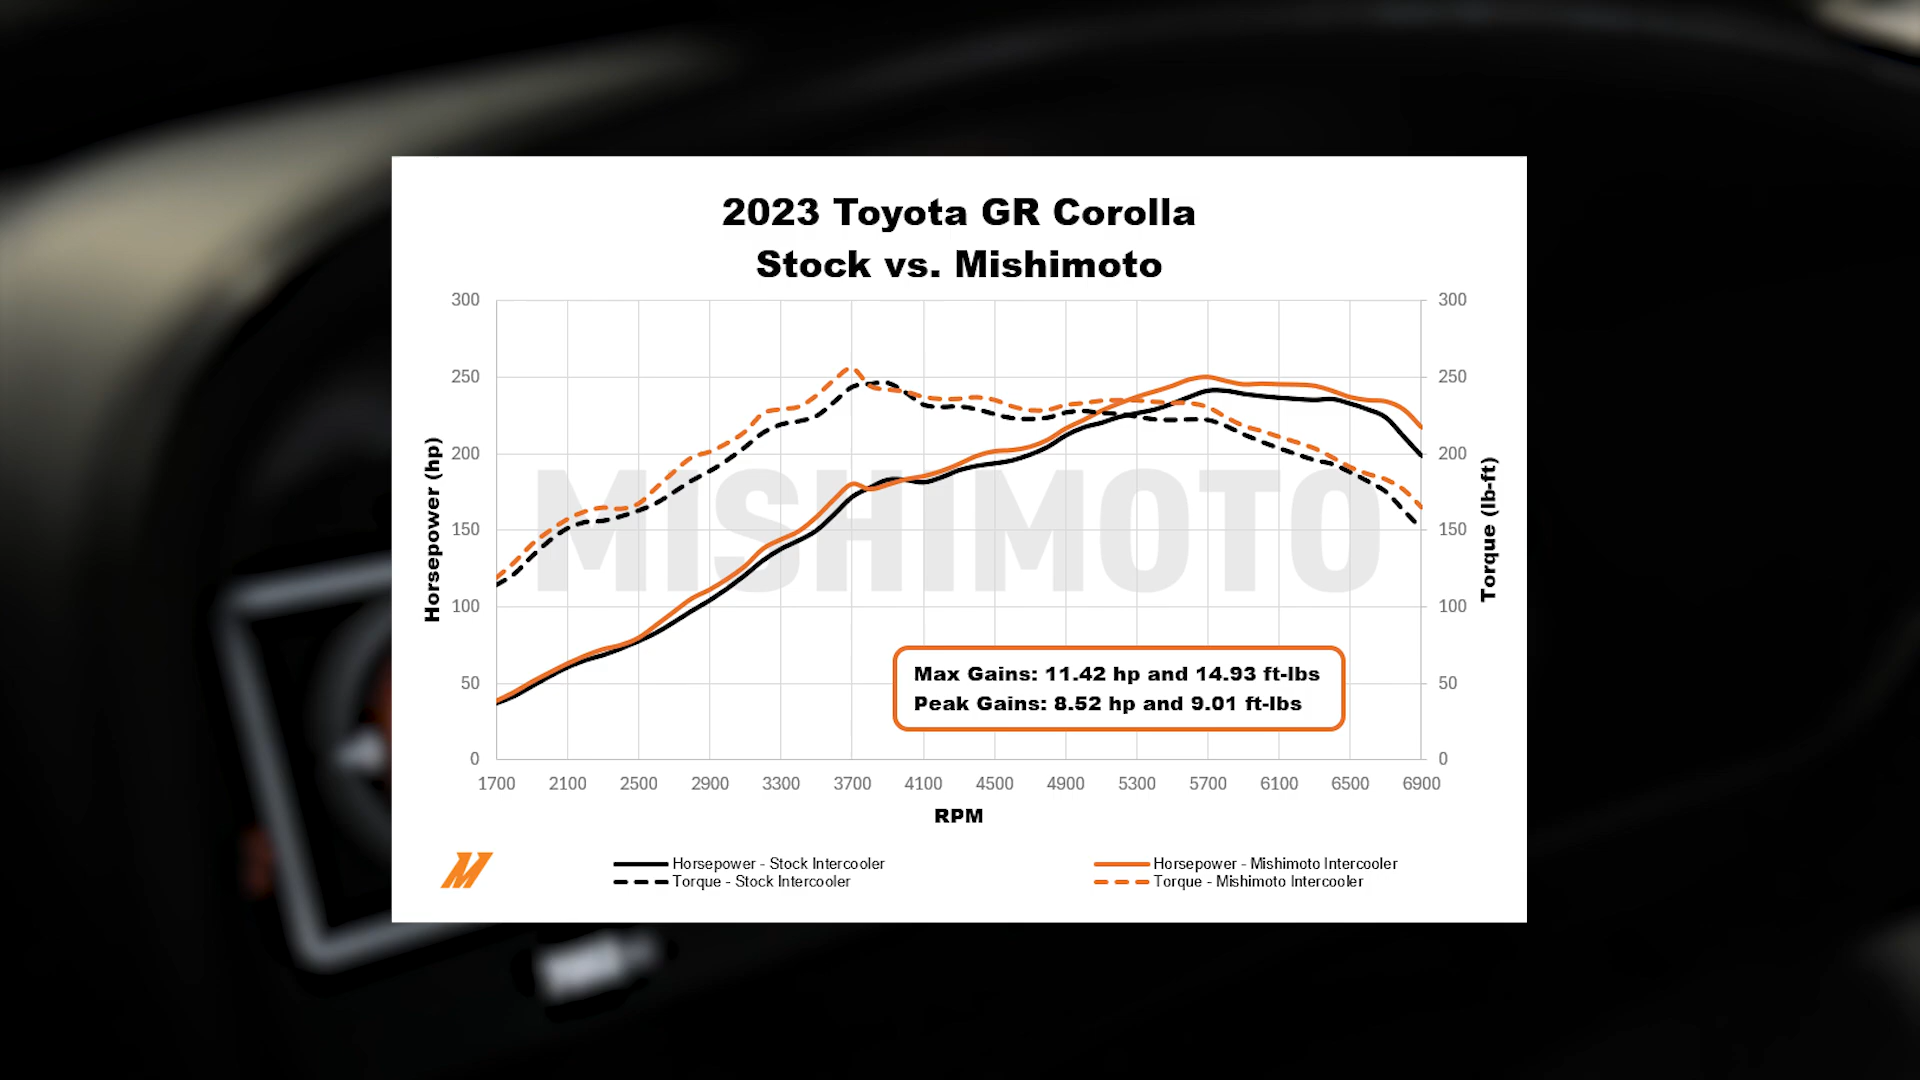 2023 Toyota GR Corolla
Stock vs. Mishimoto
300
250
200
150
100
50
0
Horsepower (hp)
MISHIMOTO
300
250
200
150
100
50
0
Torque (lb-ft)
Max Gains: 11.42 hp and 14.93 ft-lbs
Peak Gains: 8.52 hp and 9.01 ft-lbs
1700 2100 2500 2900 3300 3700 4100 4500 4900 5300 5700 6100 6500 6900
RPM
Horsepower - Stock Intercooler
Torque - Stock Intercooler
Horsepower - Mishimoto Intercooler
Torque - Mishimoto Intercooler